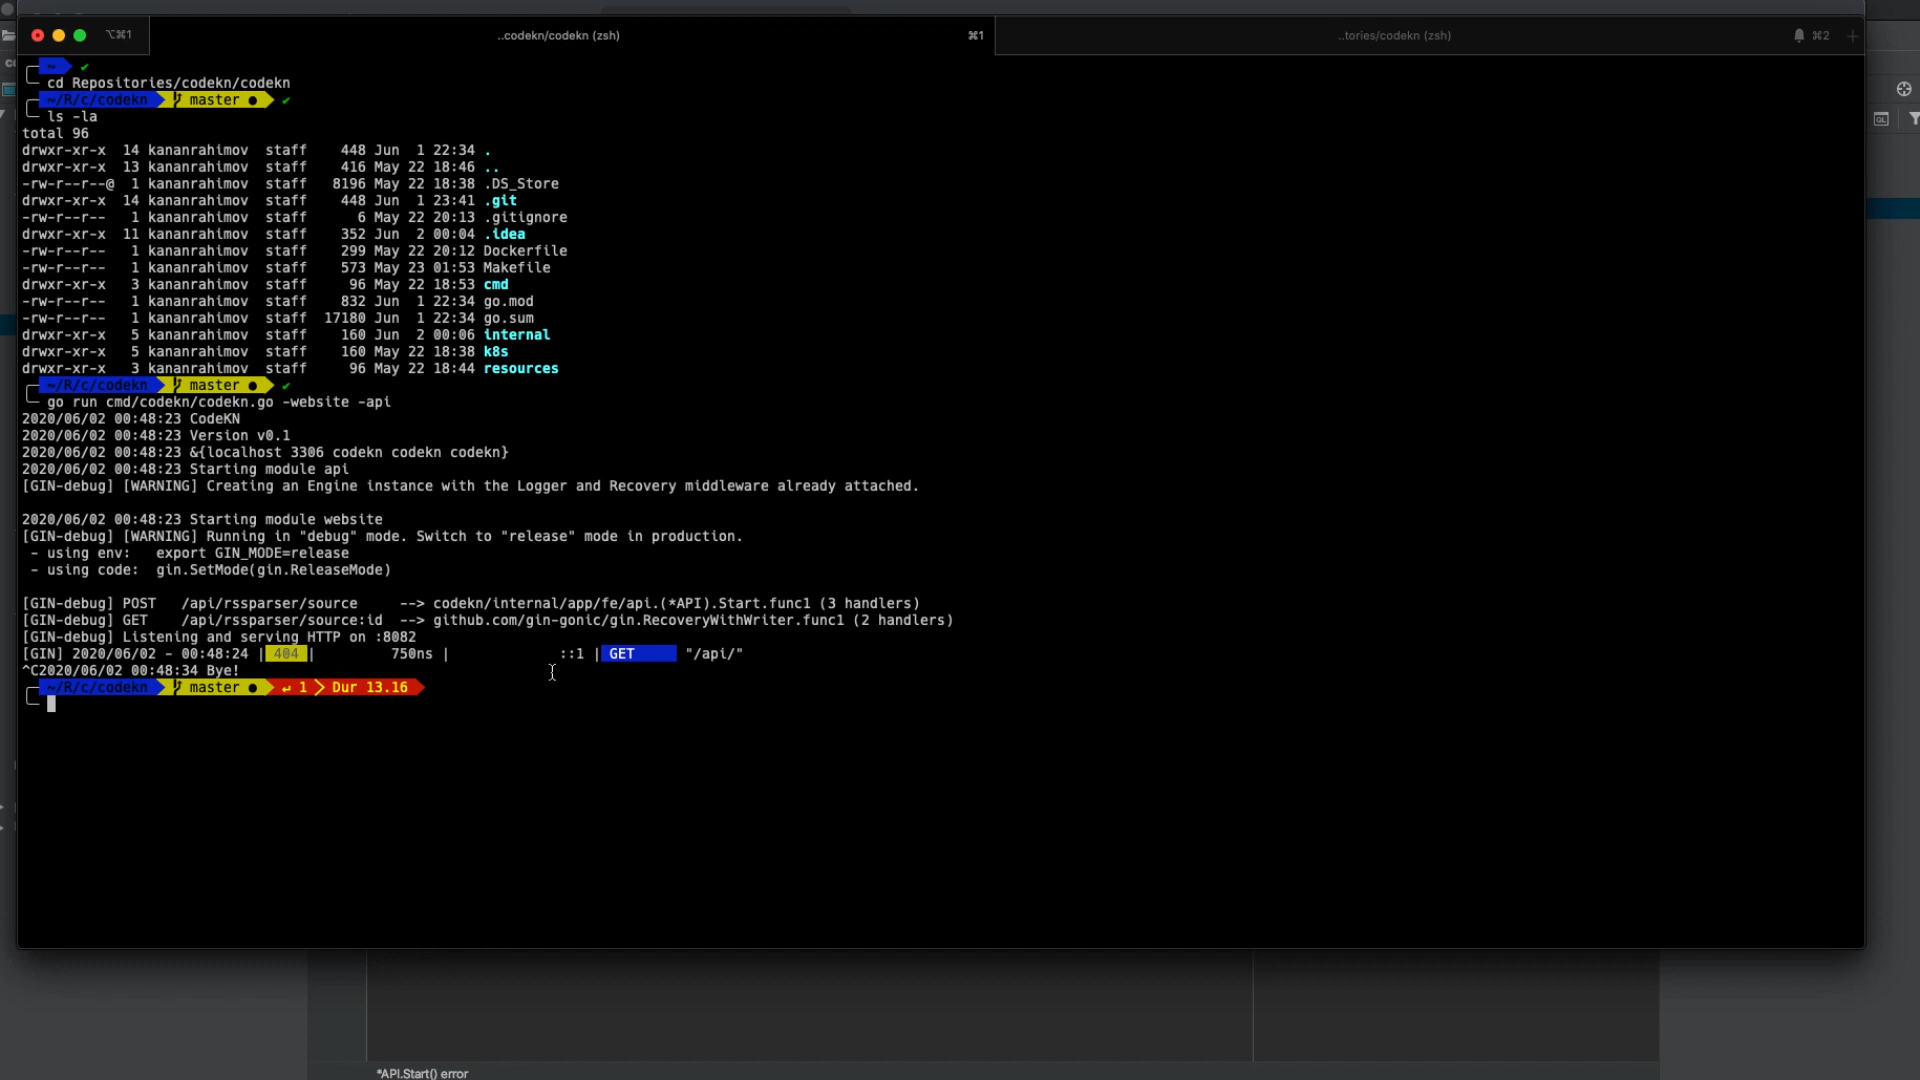 ⌥⌘1
..codekn/codekn (zsh)
⌘1
..tories/codekn (zsh)
⌘2
~ ✔
cd Repositories/codekn/codekn
~/R/c/codekn master ● ✔
ls -la
total 96
drwxr-xr-x  14 kananrahimov  staff    448 Jun  1 22:34 .
drwxr-xr-x  13 kananrahimov  staff    416 May 22 18:46 ..
-rw-r--r--@  1 kananrahimov  staff   8196 May 22 18:38 .DS_Store
drwxr-xr-x  14 kananrahimov  staff    448 Jun  1 23:41 .git
-rw-r--r--   1 kananrahimov  staff      6 May 22 20:13 .gitignore
drwxr-xr-x  11 kananrahimov  staff    352 Jun  2 00:04 .idea
-rw-r--r--   1 kananrahimov  staff    299 May 22 20:12 Dockerfile
-rw-r--r--   1 kananrahimov  staff    573 May 23 01:53 Makefile
drwxr-xr-x   3 kananrahimov  staff     96 May 22 18:53 cmd
-rw-r--r--   1 kananrahimov  staff    832 Jun  1 22:34 go.mod
-rw-r--r--   1 kananrahimov  staff  17180 Jun  1 22:34 go.sum
drwxr-xr-x   5 kananrahimov  staff    160 Jun  2 00:06 internal
drwxr-xr-x   5 kananrahimov  staff    160 May 22 18:38 k8s
drwxr-xr-x   3 kananrahimov  staff     96 May 22 18:44 resources
~/R/c/codekn master ● ✔
go run cmd/codekn/codekn.go -website -api
2020/06/02 00:48:23 CodeKN
2020/06/02 00:48:23 Version v0.1
2020/06/02 00:48:23 &{localhost 3306 codekn codekn codekn}
2020/06/02 00:48:23 Starting module api
[GIN-debug] [WARNING] Creating an Engine instance with the Logger and Recovery middleware already attached.
2020/06/02 00:48:23 Starting module website
[GIN-debug] [WARNING] Running in "debug" mode. Switch to "release" mode in production.
- using env:   export GIN_MODE=release
- using code:  gin.SetMode(gin.ReleaseMode)
[GIN-debug] POST   /api/rssparser/source     --> codekn/internal/app/fe/api.(*API).Start.func1 (3 handlers)
[GIN-debug] GET    /api/rssparser/source:id  --> github.com/gin-gonic/gin.RecoveryWithWriter.func1 (2 handlers)
[GIN-debug] Listening and serving HTTP on :8082
[GIN] 2020/06/02 - 00:48:24 | 404 |         750ns |             ::1 | GET      "/api/"
^C2020/06/02 00:48:34 Bye!
~/R/c/codekn master ● ↵ 1 Dur 13.16
*API.Start() error